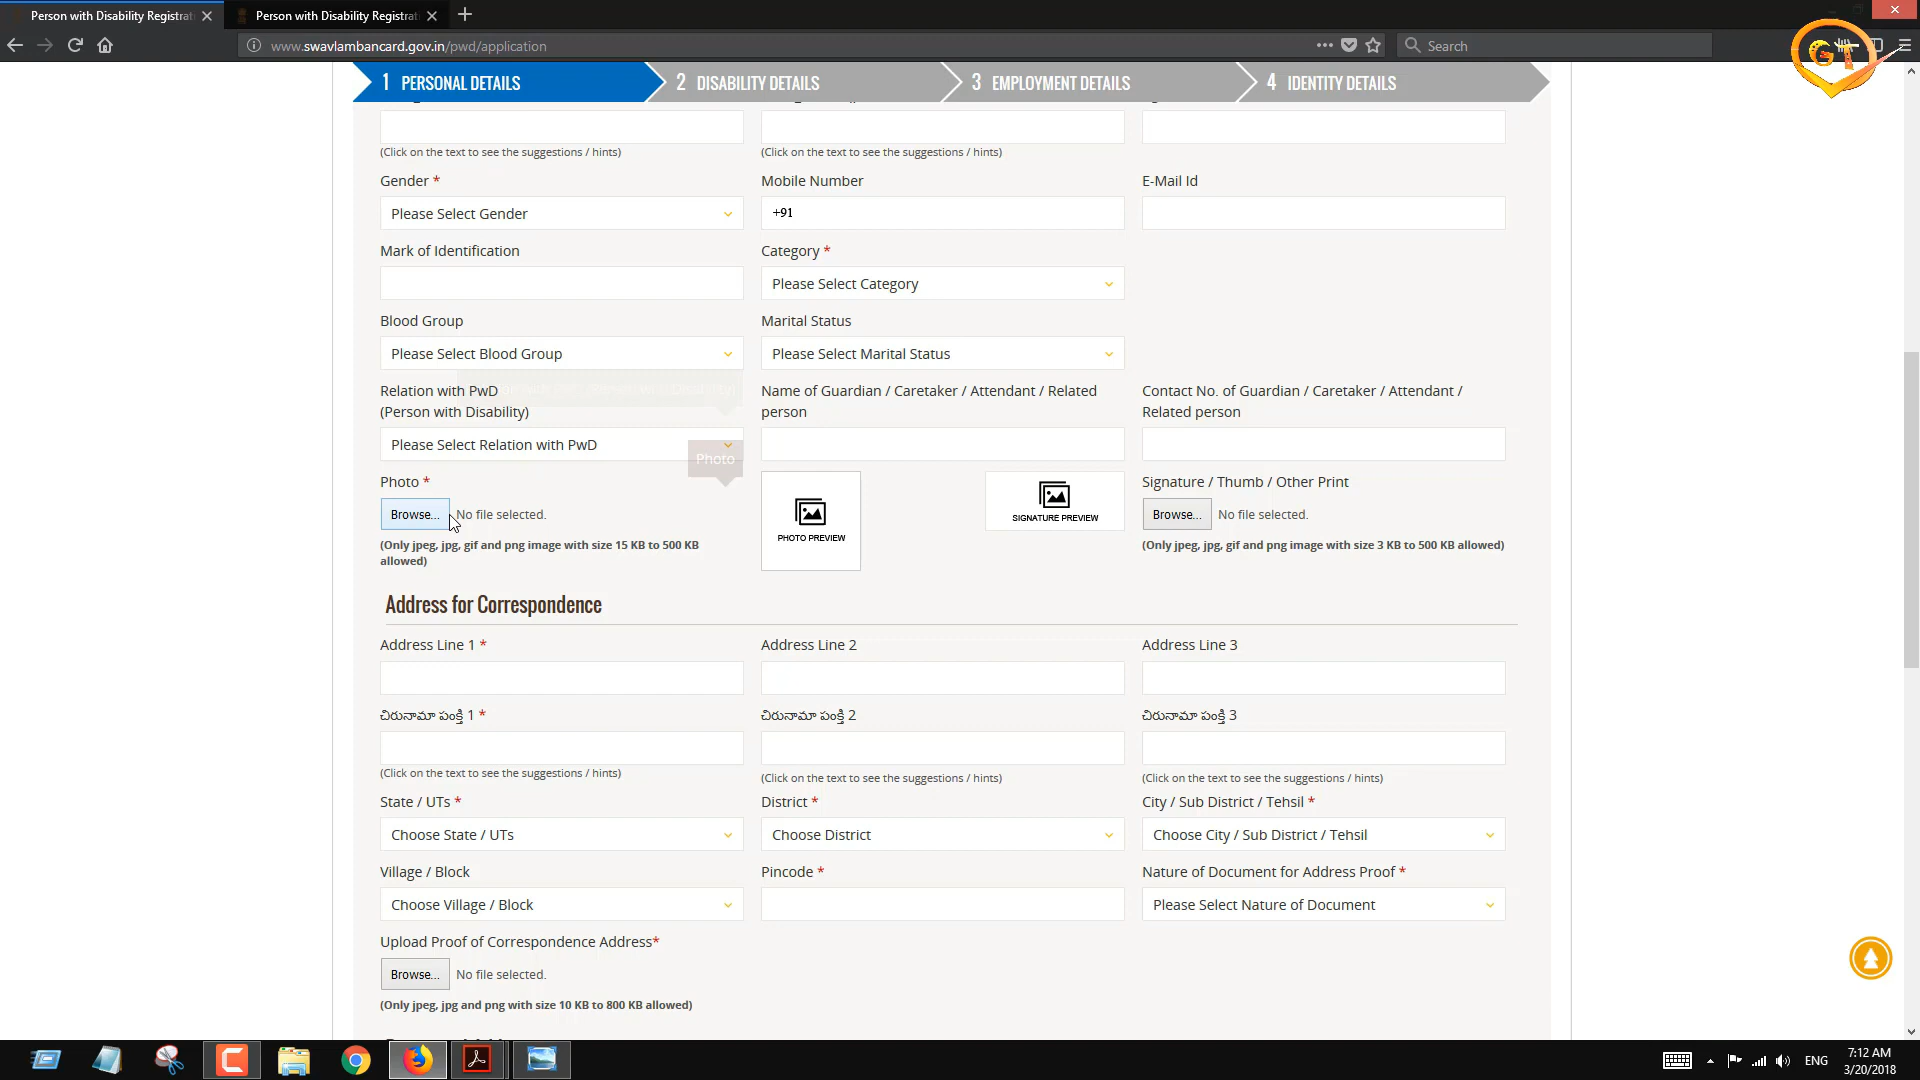 Person with Disability Registrat
Person with Disability Registrat
www.swavlambancard.gov.in/pwd/application
Search
GT
1 PERSONAL DETAILS
2 DISABILITY DETAILS
3 EMPLOYMENT DETAILS
4 IDENTITY DETAILS
(Click on the text to see the suggestions / hints)
(Click on the text to see the suggestions / hints)
Gender *
Mobile Number
E-Mail Id
Please Select Gender
+91
Mark of Identification
Category *
Please Select Category
Blood Group
Marital Status
Please Select Blood Group
Please Select Marital Status
Relation with PwD
(Person with Disability)
Name of Guardian / Caretaker / Attendant / Related
person
Contact No. of Guardian / Caretaker / Attendant /
Related person
Please Select Relation with PwD
Photo
Photo *
Signature / Thumb / Other Print
Browse...
No file selected.
PHOTO PREVIEW
SIGNATURE PREVIEW
Browse...
No file selected.
(Only jpeg, jpg, gif and png image with size 15 KB to 500 KB
allowed)
(Only jpeg, jpg, gif and png image with size 3 KB to 500 KB allowed)
Address for Correspondence
Address Line 1 *
Address Line 2
Address Line 3
చిరునామా పంక్తి 1 *
చిరునామా పంక్తి 2
చిరునామా పంక్తి 3
(Click on the text to see the suggestions / hints)
(Click on the text to see the suggestions / hints)
(Click on the text to see the suggestions / hints)
State / UTs *
District *
City / Sub District / Tehsil *
Choose State / UTs
Choose District
Choose City / Sub District / Tehsil
Village / Block
Pincode *
Nature of Document for Address Proof *
Choose Village / Block
Please Select Nature of Document
Upload Proof of Correspondence Address*
Browse...
No file selected.
(Only jpeg, jpg and png with size 10 KB to 800 KB allowed)
ENG
7:12 AM
3/20/2018